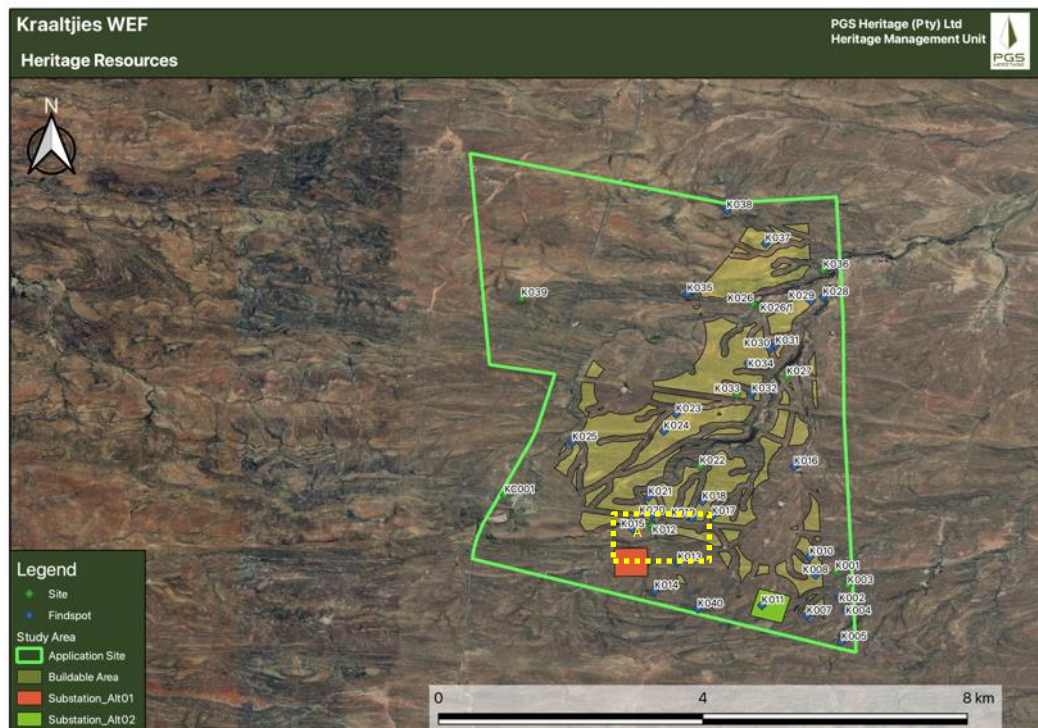 Kraaltjies WEF
Heritage Resources
PGS Heritage (Pty) Ltd
Heritage Management Unit
PGS
HERITAGE
N
K038
K037
K036
K035
K039
K026
K026/1
K029
K028
K030
K031
K034
K027
K033
K032
K023
K024
K025
K016
K022
KC001
K021
K018
K020
K019
K017
K015
A
K012
K013
K010
K008
K001
K003
K014
K040
K011
K002
K004
K007
K005
Legend
Site
Findspot
Study Area
Application Site
Buildable Area
Substation_Alt01
Substation_Alt02
0
4
8 km